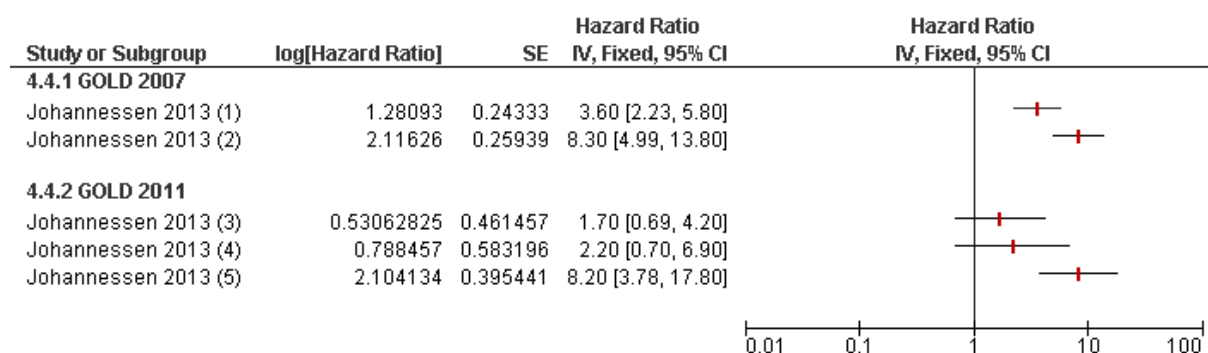 Hazard Ratio Hazard Ratio
Study or Subgroup log[Hazard Ratio] SE IV, Fixed, 95% CI IV, Fixed, 95% CI
4.4.1 GOLD 2007
Johannessen 2013 (1) 1.28093 0.24333 3.60 [2.23, 5.80]
Johannessen 2013 (2) 2.11626 0.25939 8.30 [4.99, 13.80]
4.4.2 GOLD 2011
Johannessen 2013 (3) 0.53062825 0.461457 1.70 [0.69, 4.20]
Johannessen 2013 (4) 0.788457 0.583196 2.20 [0.70, 6.90]
Johannessen 2013 (5) 2.104134 0.395441 8.20 [3.78, 17.80]
0.01 0.1 1 10 100